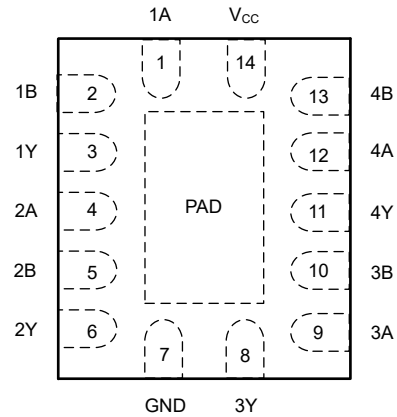 1A VCC
1 14
1B 2 13 4B
1Y 3 12 4A
2A 4 PAD 11 4Y
2B 5 10 3B
2Y 6 9 3A
7 8
GND 3Y